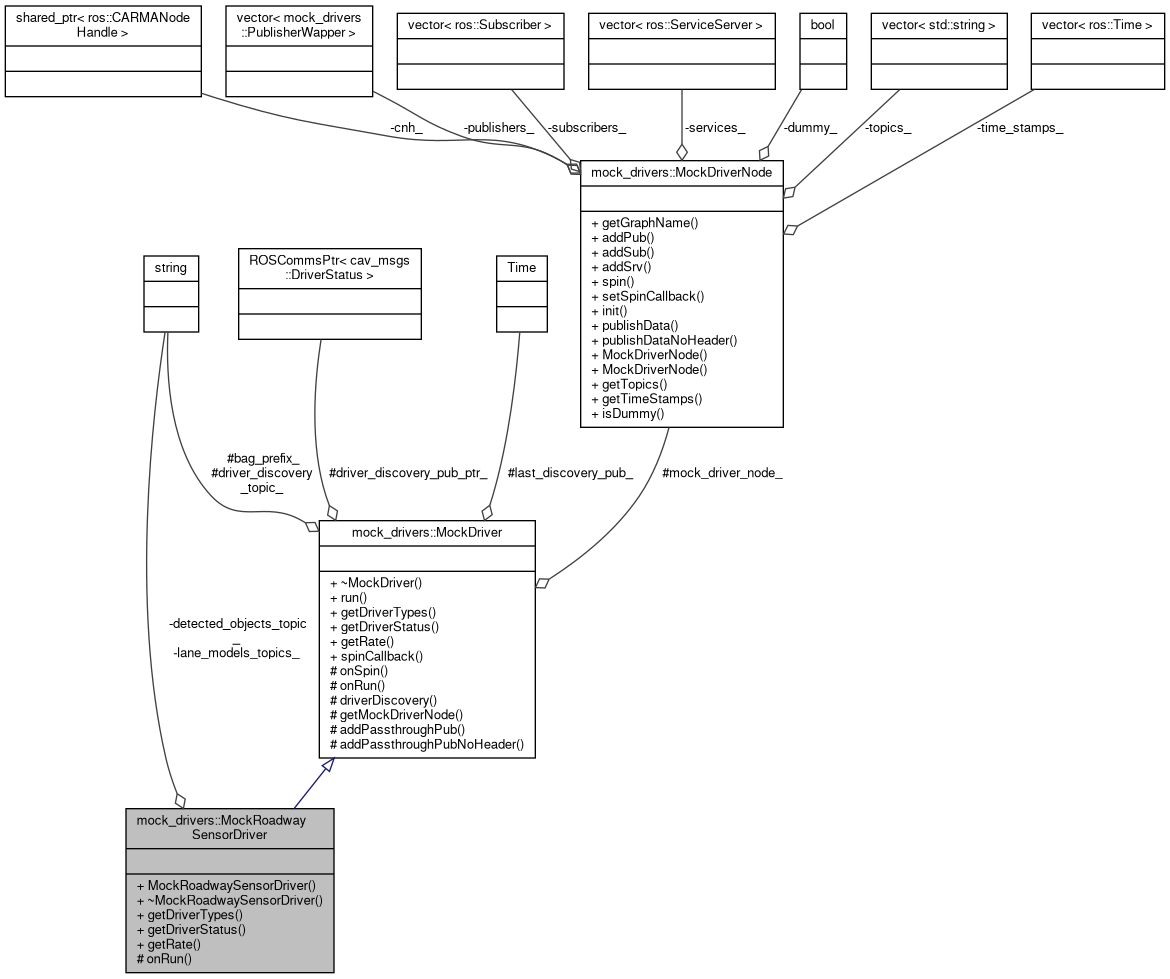 shared_ptr< ros::CARMANode
Handle >
vector< mock_drivers
::PublisherWapper >
vector< ros::Subscriber >
vector< ros::ServiceServer >
bool
vector< std::string >
vector< ros::Time >
-cnh_
-publishers_
-subscribers_
-services_
-dummy_
-topics_
-time_stamps_
mock_drivers::MockDriverNode
+ getGraphName()
+ addPub()
+ addSub()
+ addSrv()
+ spin()
+ setSpinCallback()
+ init()
+ publishData()
+ publishDataNoHeader()
+ MockDriverNode()
+ MockDriverNode()
+ getTopics()
+ getTimeStamps()
+ isDummy()
string
ROSCommsPtr< cav_msgs
::DriverStatus >
Time
#bag_prefix_
#driver_discovery
_topic_
#driver_discovery_pub_ptr_
#last_discovery_pub_
#mock_driver_node_
mock_drivers::MockDriver
+ ~MockDriver()
+ run()
+ getDriverTypes()
+ getDriverStatus()
+ getRate()
+ spinCallback()
# onSpin()
# onRun()
# driverDiscovery()
# getMockDriverNode()
# addPassthroughPub()
# addPassthroughPubNoHeader()
-detected_objects_topic
_
-lane_models_topics_
mock_drivers::MockRoadway
SensorDriver
+ MockRoadwaySensorDriver()
+ ~MockRoadwaySensorDriver()
+ getDriverTypes()
+ getDriverStatus()
+ getRate()
# onRun()